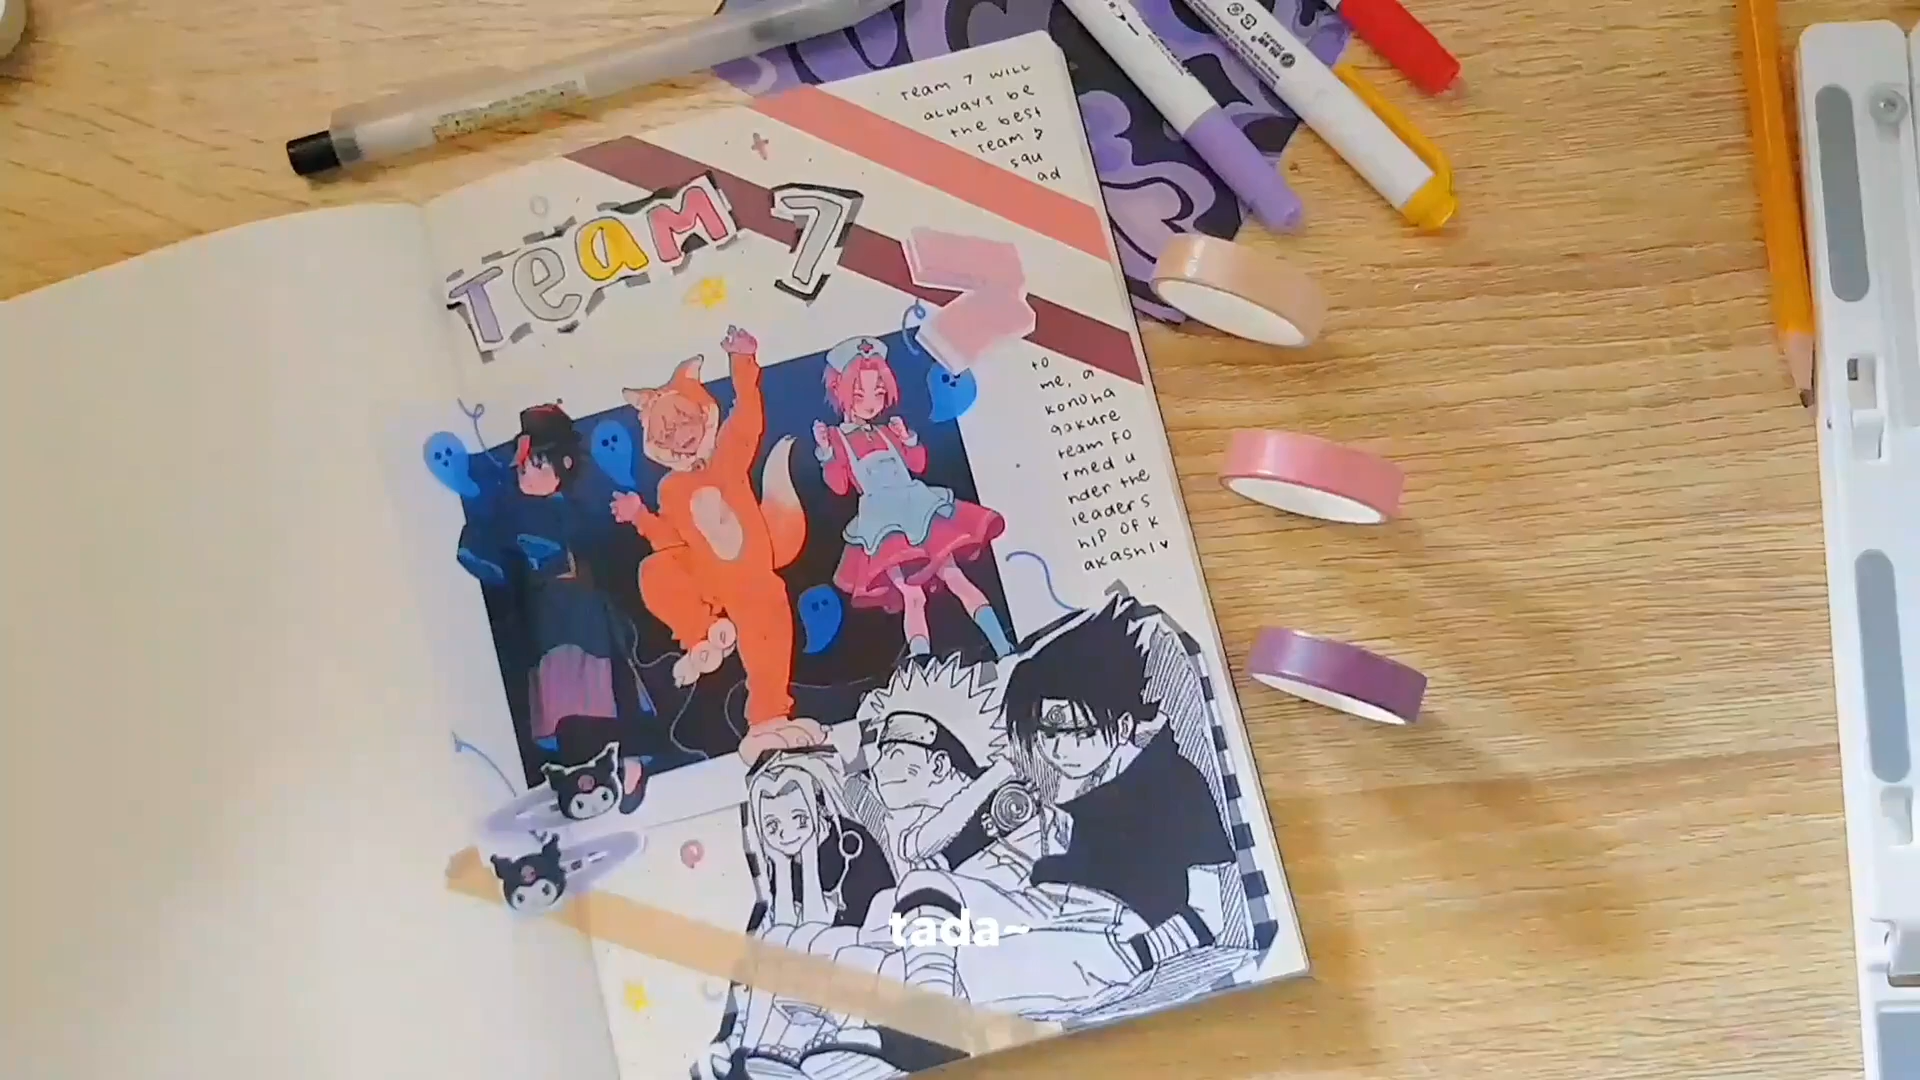 Team 7 will
always be
the best
Team 7
squ
ad
Team 7
to
me, a
konoha
gakure
team fo
rmed u
nder the
leaders
hip of k
akashi♥
tada~